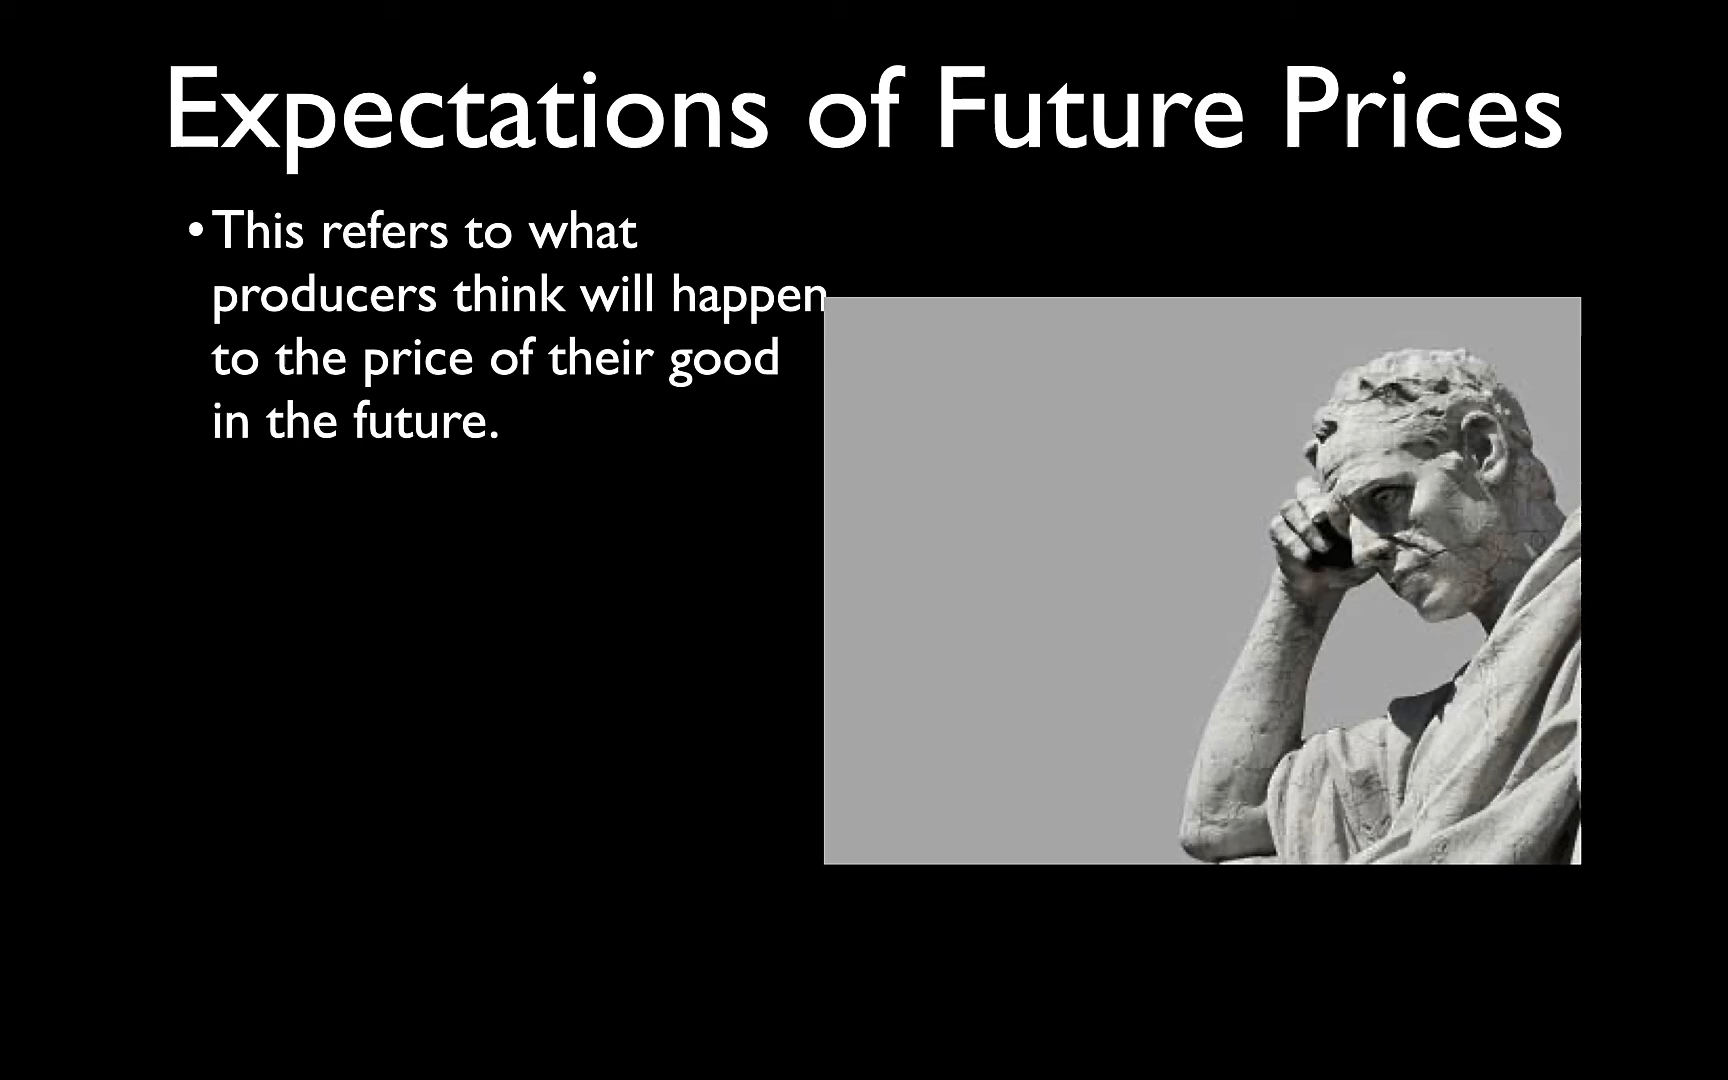 Expectations of Future Prices
• This refers to what
producers think will happen
to the price of their good
in the future.